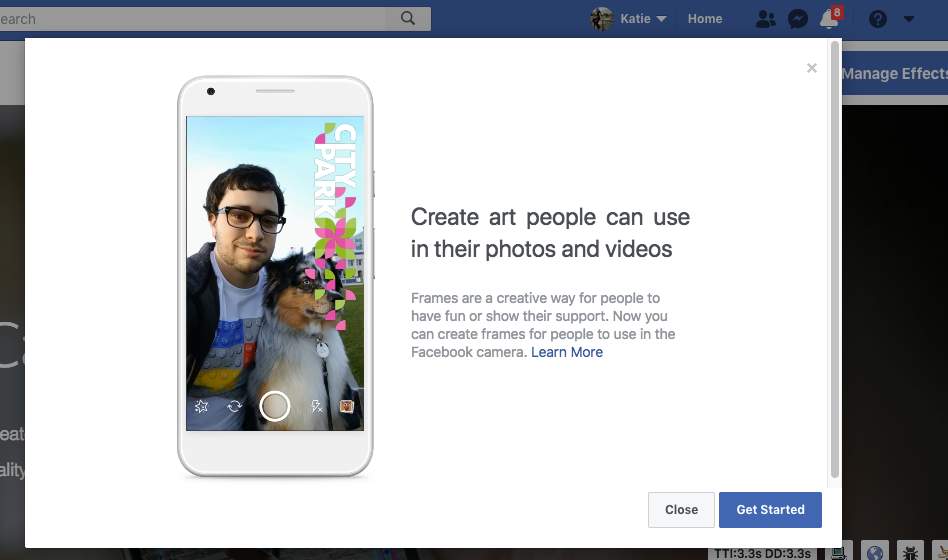 earch
Katie
Home
8
Manage Effects
×
CITY
PARK
Create art people can use
in their photos and videos
Frames are a creative way for people to
have fun or show their support. Now you
can create frames for people to use in the
Facebook camera. Learn More
Ca
eat
ality
Close
Get Started
TTI:3.3s DD:3.3s